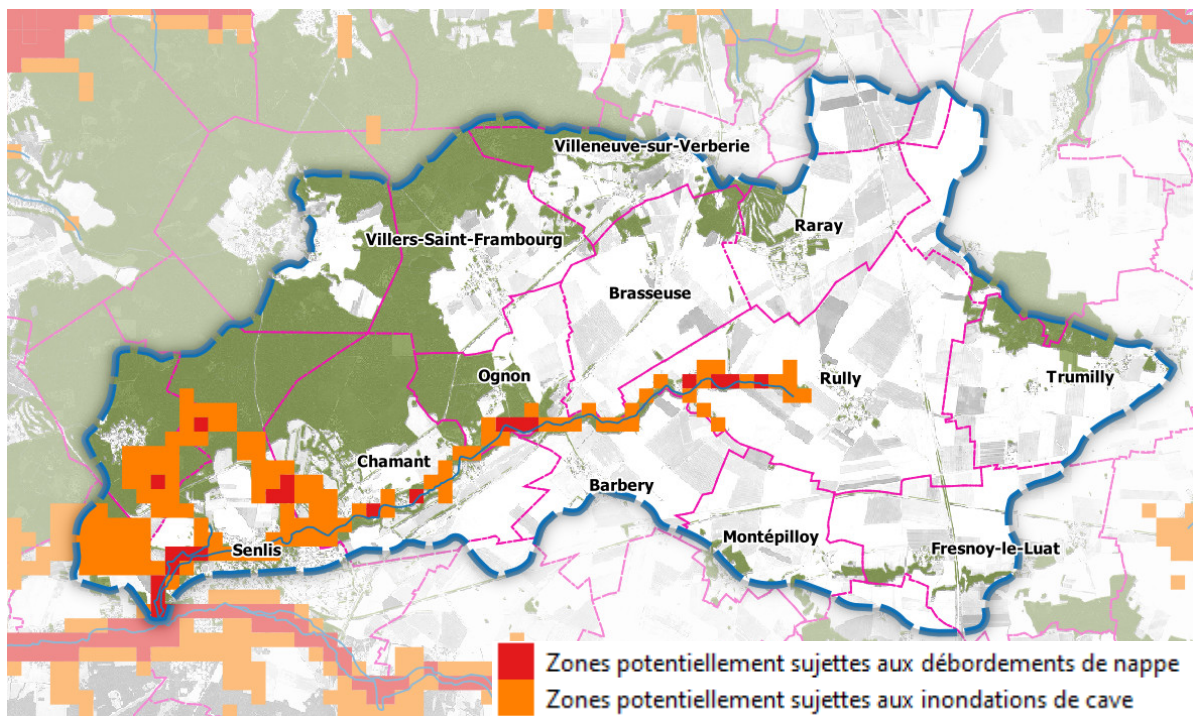 Villeneuve-sur-Verberie
Raray
Villers-Saint-Frambourg
Brasseuse
Ognon
Rully
Trumilly
Chamant
Barbery
Montépilloy
Senlis
Fresnoy-le-Luat
Zones potentiellement sujettes aux débordements de nappe
Zones potentiellement sujettes aux inondations de cave